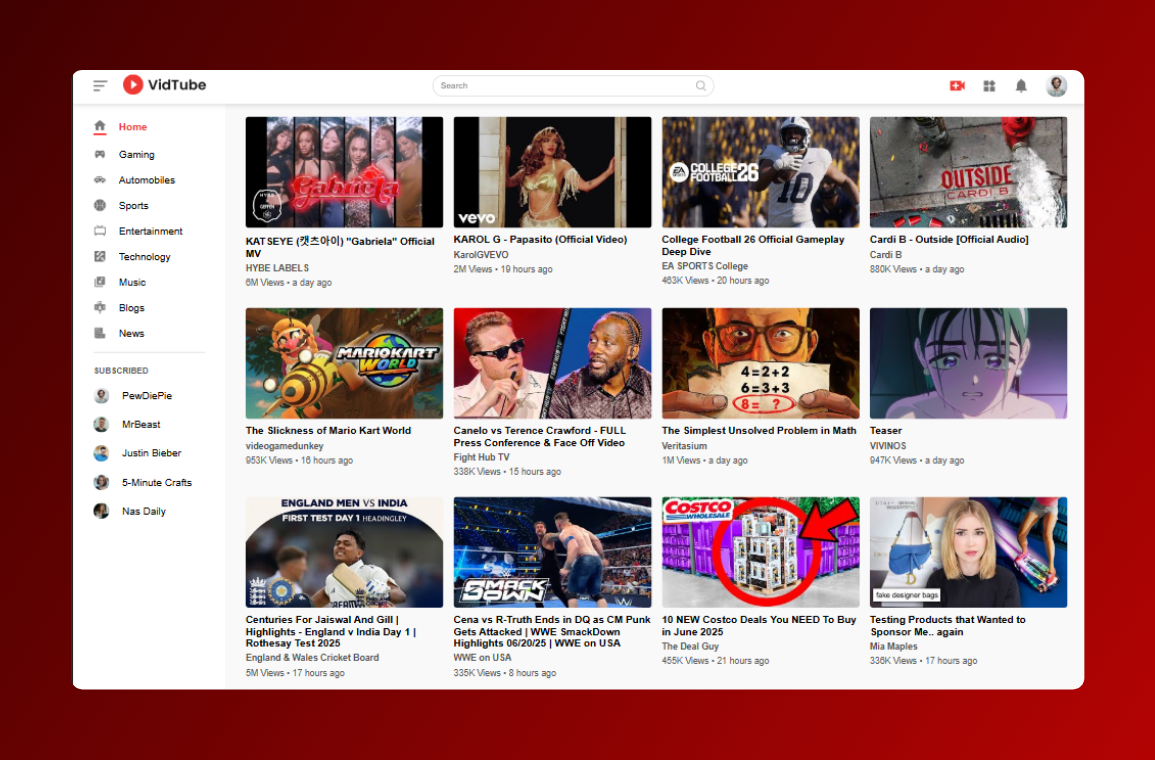 VidTube
Search
Home
Gaming
Automobiles
Sports
Entertainment
Technology
Music
Blogs
News
SUBSCRIBED
PewDiePie
MrBeast
Justin Bieber
5-Minute Crafts
Nas Daily
Gabriela
HYBE
GEFFEN
KATSEYE (캣츠아이) "Gabriela" Official
MV
HYBE LABELS
6M Views • a day ago
vevo
KAROL G - Papasito (Official Video)
KarolGVEVO
2M Views • 19 hours ago
EA
SPORTS
COLLEGE
FOOTBALL 26
10
College Football 26 Official Gameplay
Deep Dive
EA SPORTS College
463K Views • 20 hours ago
OUTSIDE
CARDI B
Cardi B - Outside [Official Audio]
Cardi B
880K Views • a day ago
MARIOKART
WORLD
The Slickness of Mario Kart World
videogamedunkey
953K Views • 16 hours ago
Canelo vs Terence Crawford - FULL
Press Conference & Face Off Video
Fight Hub TV
338K Views • 15 hours ago
4=2+2
6=3+3
8= ?
The Simplest Unsolved Problem in Math
Veritasium
1M Views • a day ago
Teaser
VIVINOS
947K Views • a day ago
ENGLAND MEN VS INDIA
FIRST TEST DAY 1 HEADINGLEY
Centuries For Jaiswal And Gill |
Highlights - England v India Day 1 |
Rothesay Test 2025
England & Wales Cricket Board
5M Views • 17 hours ago
SMACK
DOWN
Cena vs R-Truth Ends in DQ as CM Punk
Gets Attacked | WWE SmackDown
Highlights 06/20/25 | WWE on USA
WWE on USA
335K Views • 8 hours ago
COSTCO
WHOLESALE
10 NEW Costco Deals You NEED To Buy
in June 2025
The Deal Guy
455K Views • 21 hours ago
fake designer bags
Testing Products that Wanted to
Sponsor Me.. again
Mia Maples
336K Views • 17 hours ago